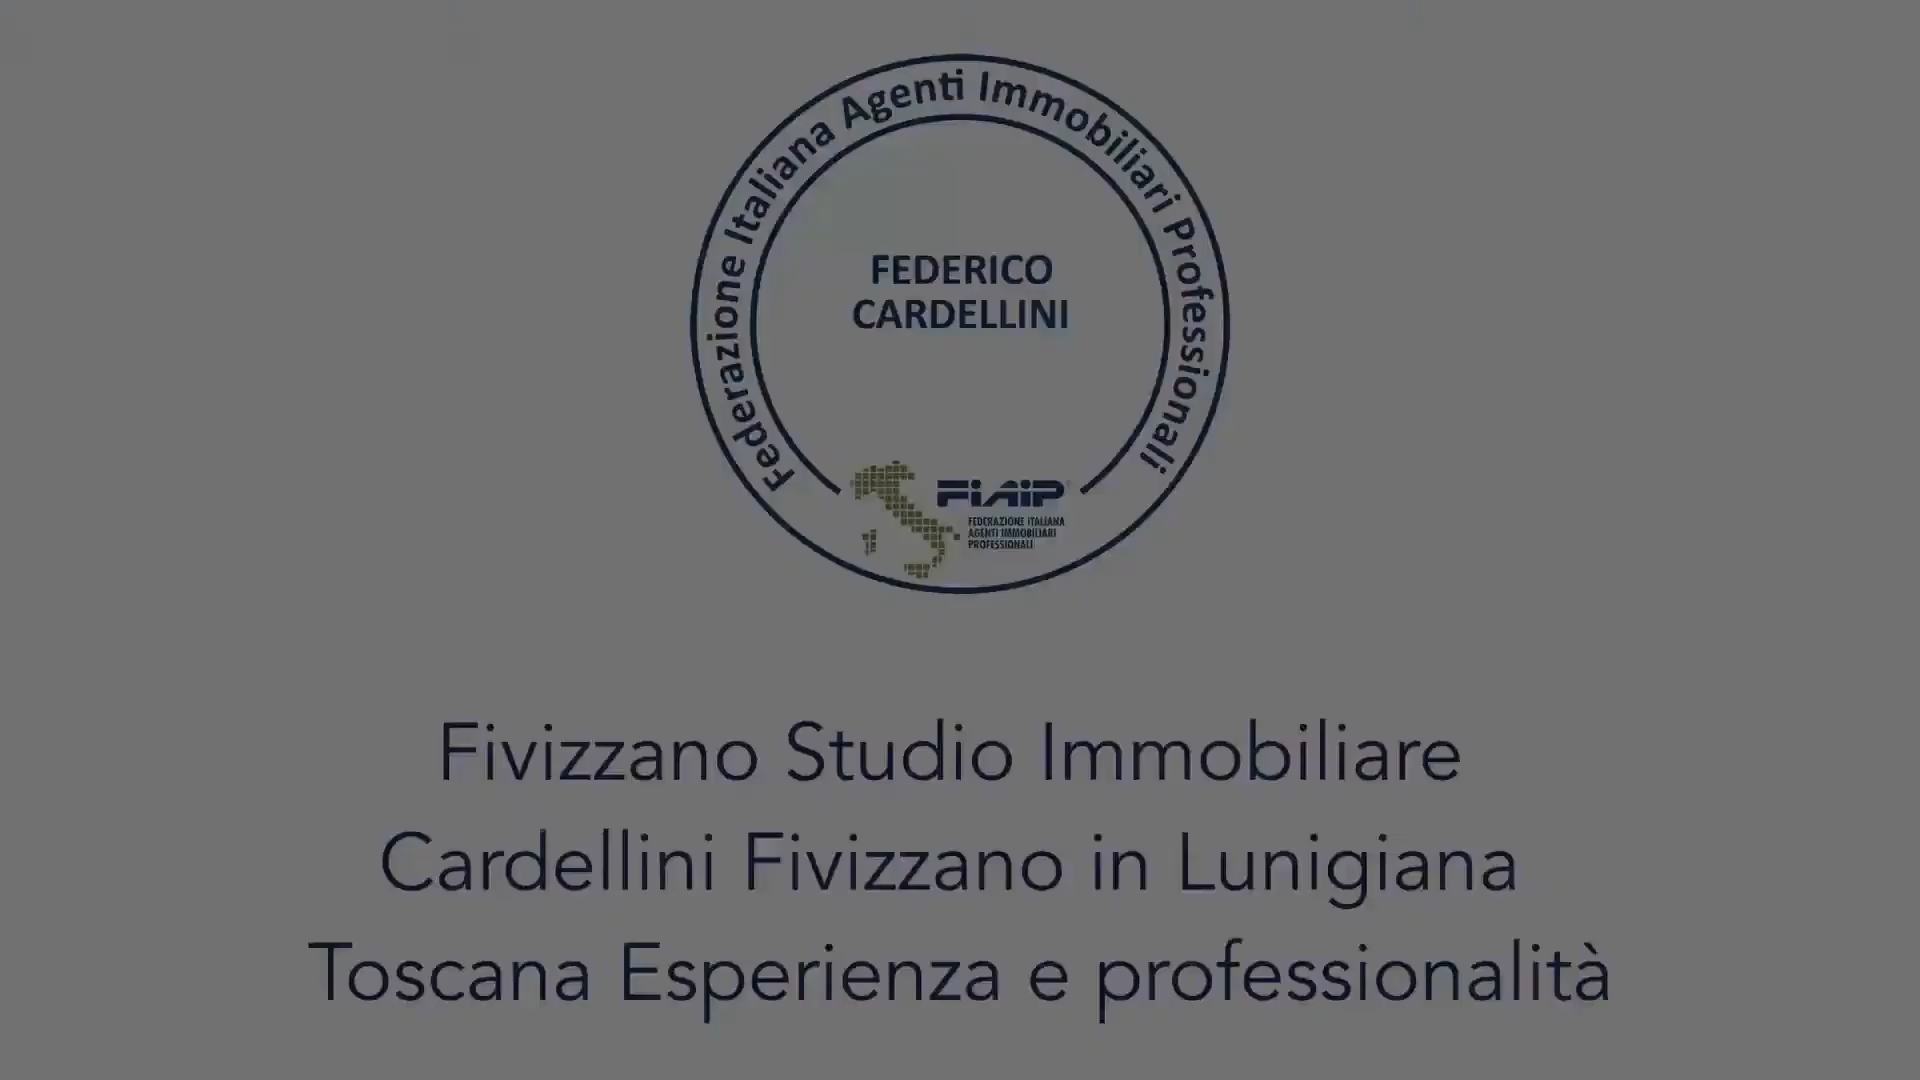 Federazione Italiana Agenti Immobiliari Professionali
FEDERICO
CARDELLINI
FIAIP
FEDERAZIONE ITALIANA
AGENTI IMMOBILIARI
PROFESSIONALI
Fivizzano Studio Immobiliare
Cardellini Fivizzano in Lunigiana
Toscana Esperienza e professionalità